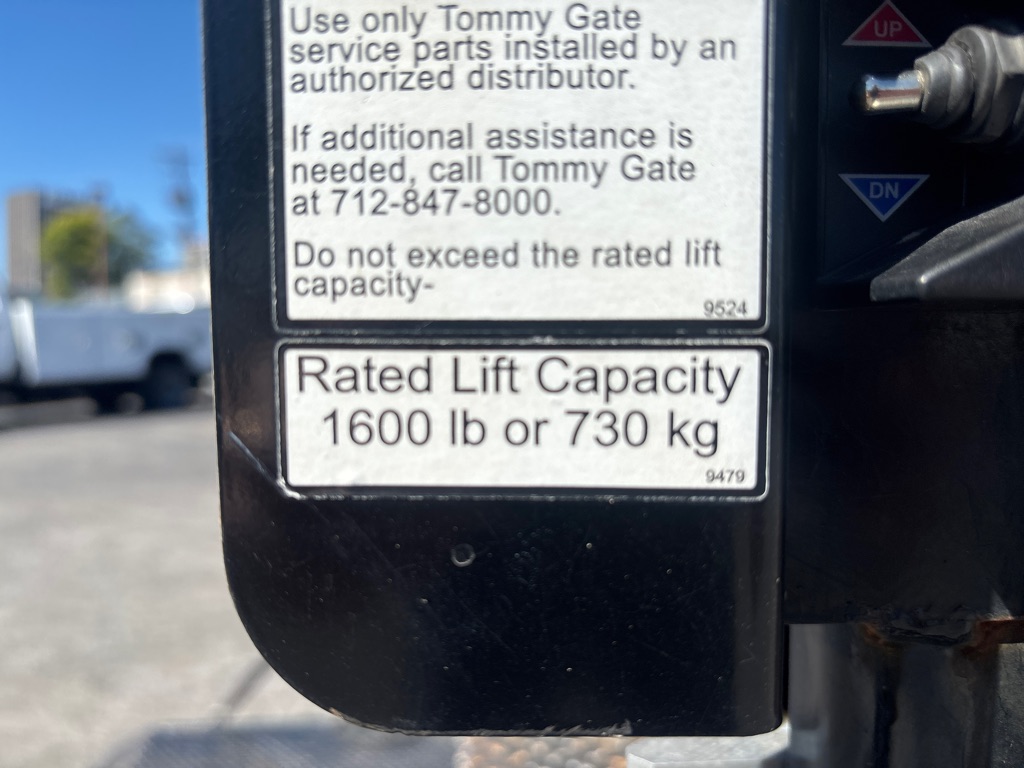 Use only Tommy Gate
service parts installed by an
authorized distributor.
If additional assistance is
needed, call Tommy Gate
at 712-847-8000.
Do not exceed the rated lift
capacity-
9524
Rated Lift Capacity
1600 lb or 730 kg
9479
UP
DN